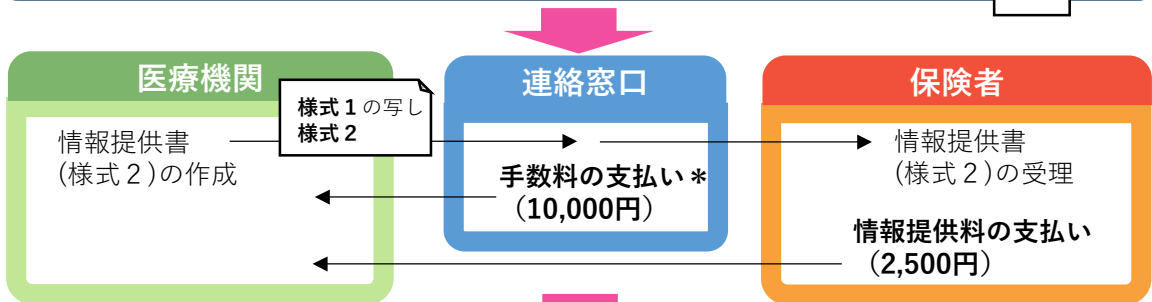 医療機関
連絡窓口
保険者
様式1の写し
様式2
情報提供書
(様式2)の作成
手数料の支払い*
(10,000円)
情報提供書
(様式2)の受理
情報提供料の支払い
(2,500円)